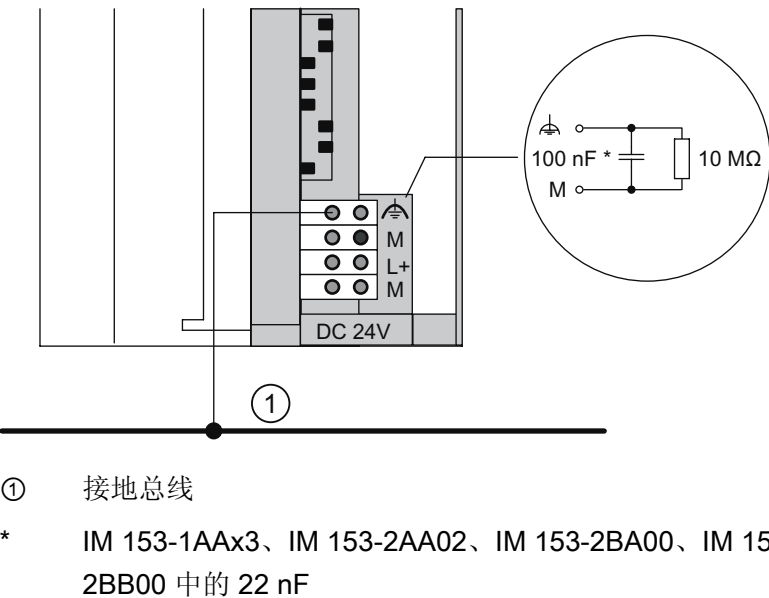 100 nF *
10 MΩ
M
M
L+
M
DC 24V
1
① 接地总线
* IM 153-1AAx3、IM 153-2AA02、IM 153-2BA00、IM 15
2BB00 中的 22 nF